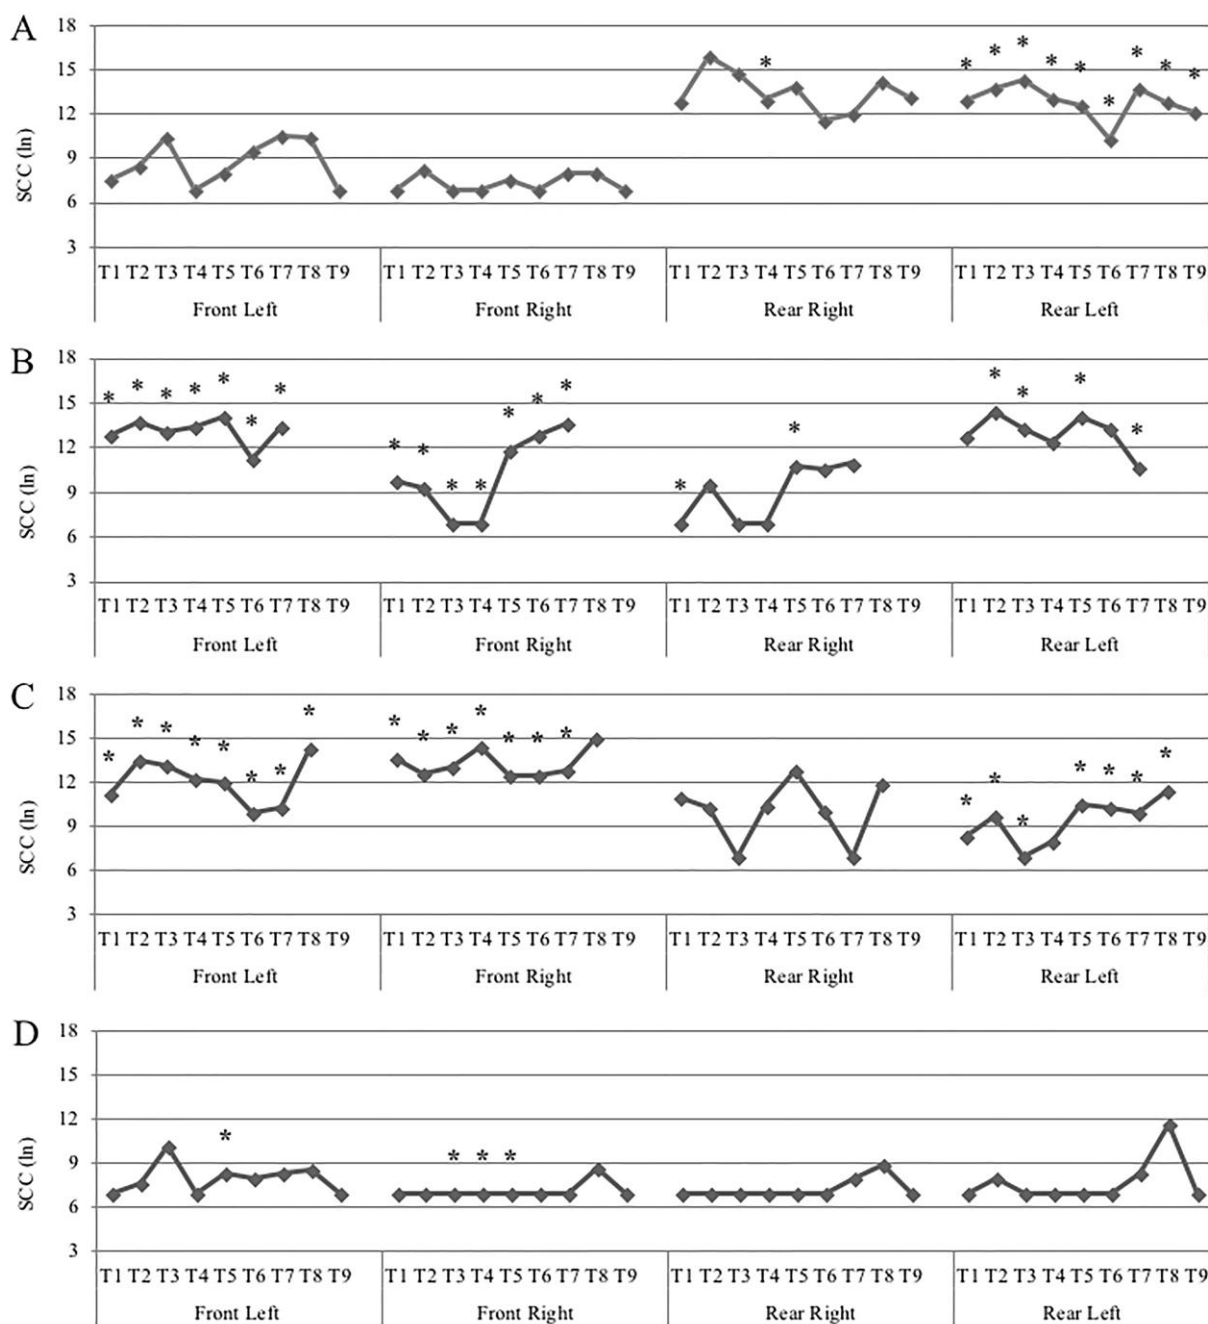 A
18
* * * * * * * * * *
15
12
SCC (ln)
9
6
3
T1 T2 T3 T4 T5 T6 T7 T8 T9 T1 T2 T3 T4 T5 T6 T7 T8 T9 T1 T2 T3 T4 T5 T6 T7 T8 T9 T1 T2 T3 T4 T5 T6 T7 T8 T9
Front Left Front Right Rear Right Rear Left
B
18
* * * * * * * * * * * * * * * * * * * *
15
12
SCC (ln)
9
6
3
T1 T2 T3 T4 T5 T6 T7 T8 T9 T1 T2 T3 T4 T5 T6 T7 T8 T9 T1 T2 T3 T4 T5 T6 T7 T8 T9 T1 T2 T3 T4 T5 T6 T7 T8 T9
Front Left Front Right Rear Right Rear Left
C
18
* * * * * * * * * * * * * * * * * * * * * *
15
12
SCC (ln)
9
6
3
T1 T2 T3 T4 T5 T6 T7 T8 T9 T1 T2 T3 T4 T5 T6 T7 T8 T9 T1 T2 T3 T4 T5 T6 T7 T8 T9 T1 T2 T3 T4 T5 T6 T7 T8 T9
Front Left Front Right Rear Right Rear Left
D
18
15
12
* * * *
SCC (ln)
9
6
3
T1 T2 T3 T4 T5 T6 T7 T8 T9 T1 T2 T3 T4 T5 T6 T7 T8 T9 T1 T2 T3 T4 T5 T6 T7 T8 T9 T1 T2 T3 T4 T5 T6 T7 T8 T9
Front Left Front Right Rear Right Rear Left